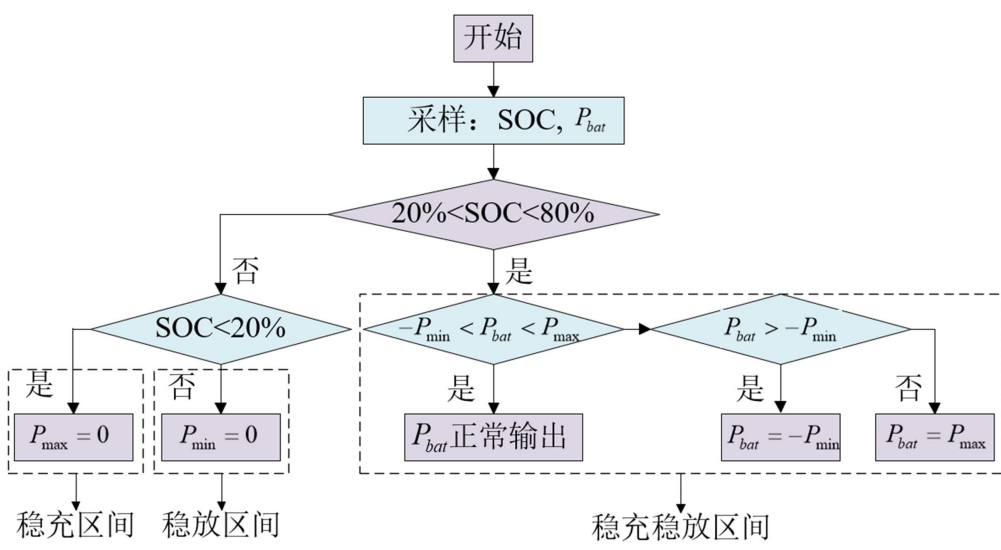 开始
采样：SOC, P_bat
20%<SOC<80%
否
是
SOC<20%
−P_min < P_bat < P_max
P_bat > −P_min
是
否
是
是
否
P_max = 0
P_min = 0
P_bat正常输出
P_bat = −P_min
P_bat = P_max
稳充区间
稳放区间
稳充稳放区间